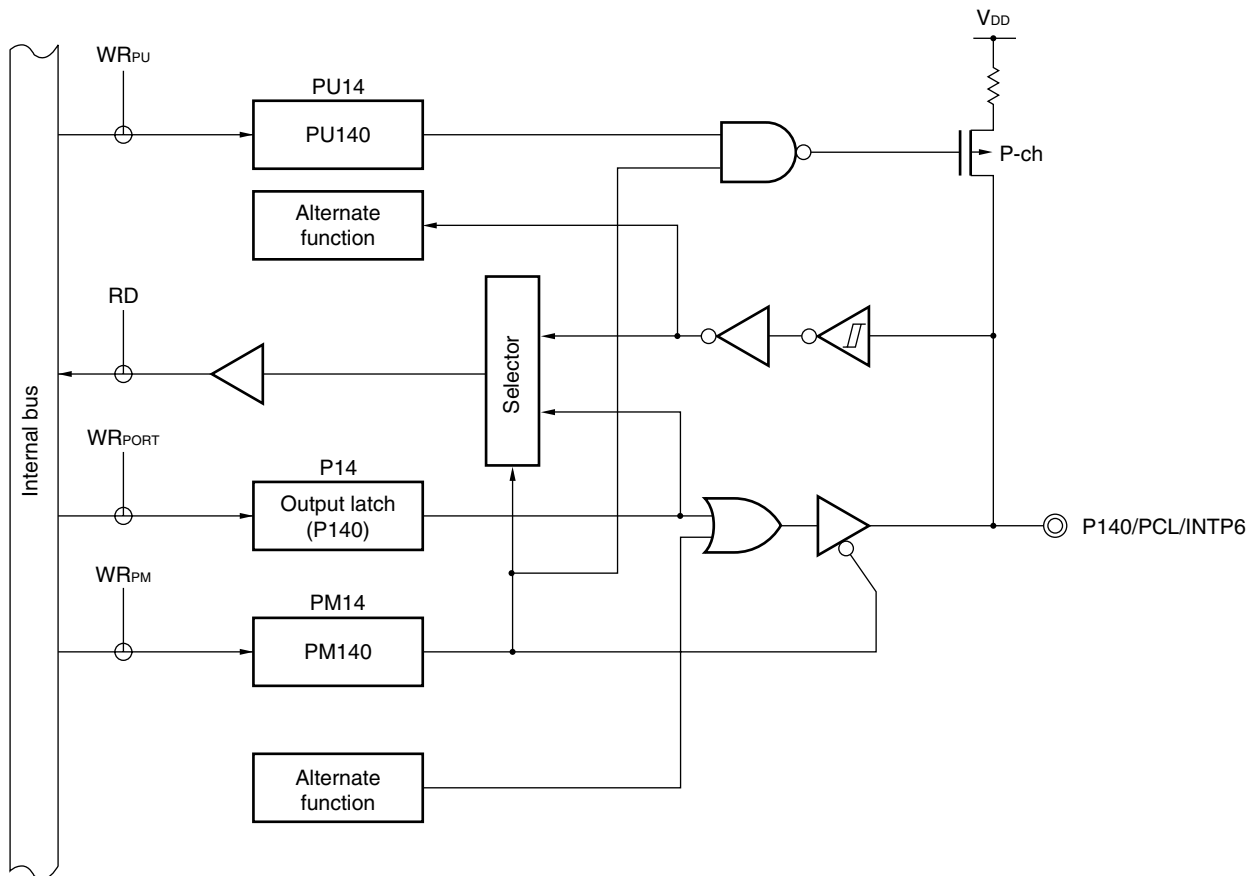 VDD
WRPU
PU14
PU140
P-ch
Alternate
function
RD
Selector
Internal bus
WRPORT
P14
Output latch
(P140)
P140/PCL/INTP6
WRPM
PM14
PM140
Alternate
function